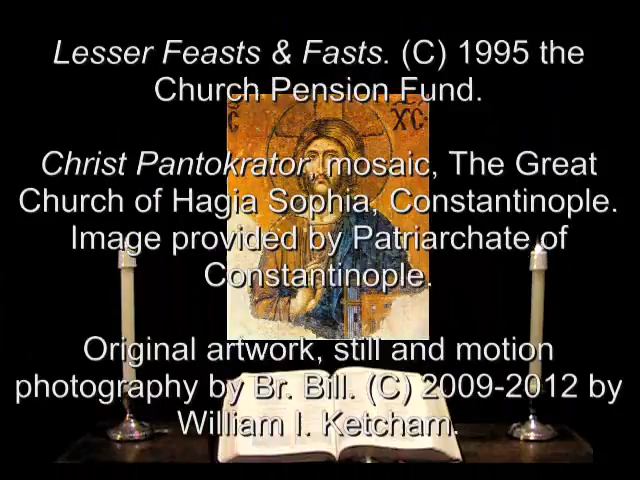 Lesser Feasts & Fasts. (C) 1995 the
Church Pension Fund.
Christ Pantokrator, mosaic, The Great
Church of Hagia Sophia, Constantinople.
Image provided by Patriarchate of
Constantinople.
Original artwork, still and motion
photography by Br. Bill. (C) 2009-2012 by
William I. Ketcham.